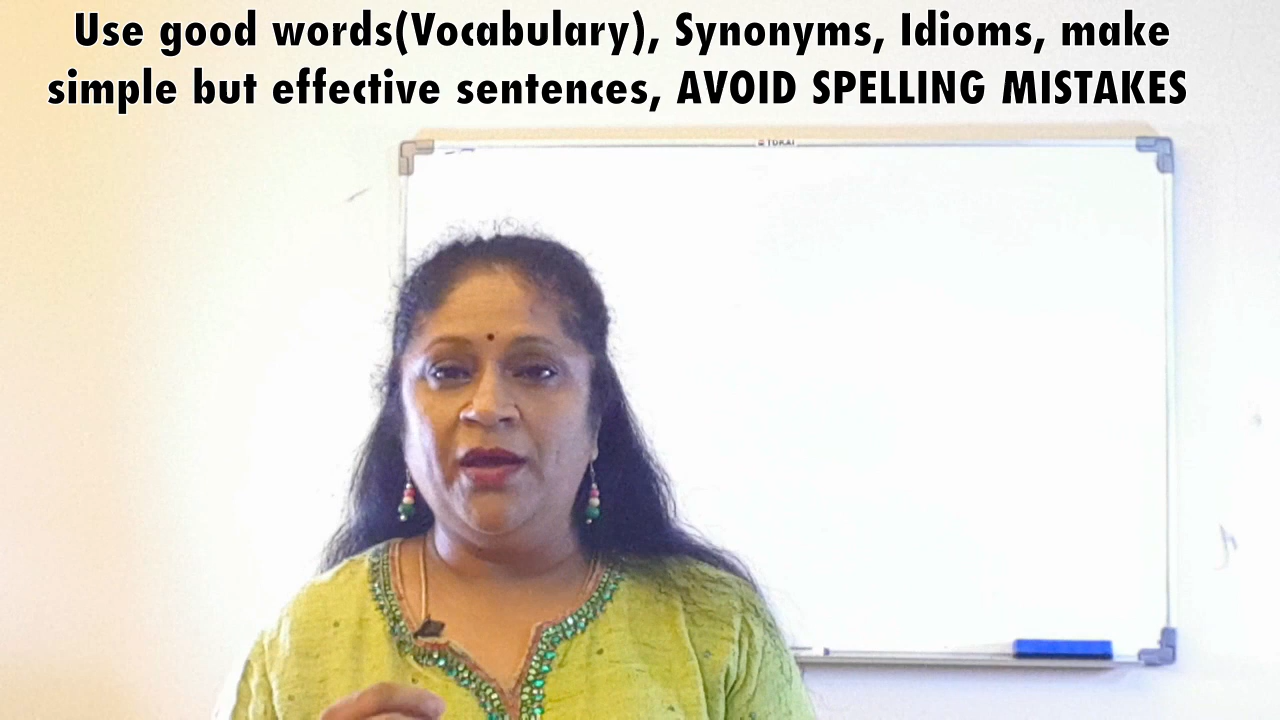 Use good words(Vocabulary), Synonyms, Idioms, make
simple but effective sentences, AVOID SPELLING MISTAKES